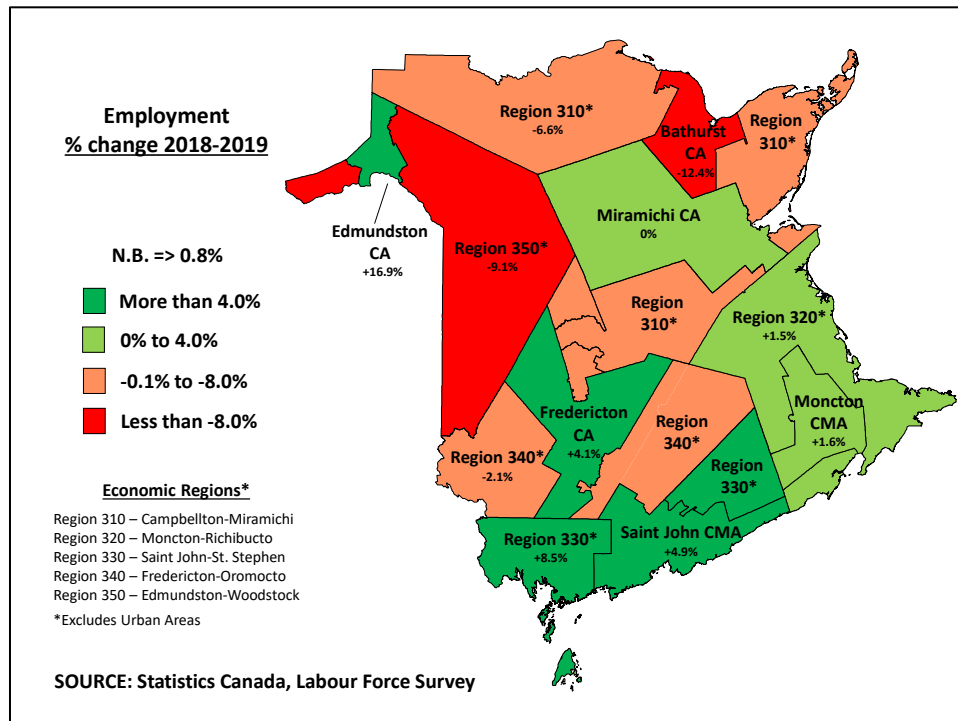 Employment
% change 2018-2019
N.B. => 0.8%
More than 4.0%
0% to 4.0%
-0.1% to -8.0%
Less than -8.0%
Economic Regions*
Region 310 – Campbellton-Miramichi
Region 320 – Moncton-Richibucto
Region 330 – Saint John-St. Stephen
Region 340 – Fredericton-Oromocto
Region 350 – Edmundston-Woodstock
*Excludes Urban Areas
SOURCE: Statistics Canada, Labour Force Survey
Region 310*
-6.6%
Bathurst
CA
-12.4%
Region
310*
Edmundston
CA
+16.9%
Region 350*
-9.1%
Miramichi CA
0%
Region
310*
Region 320*
+1.5%
Moncton
CMA
+1.6%
Fredericton
CA
+4.1%
Region
340*
Region 340*
-2.1%
Region
330*
Region 330*
+8.5%
Saint John CMA
+4.9%